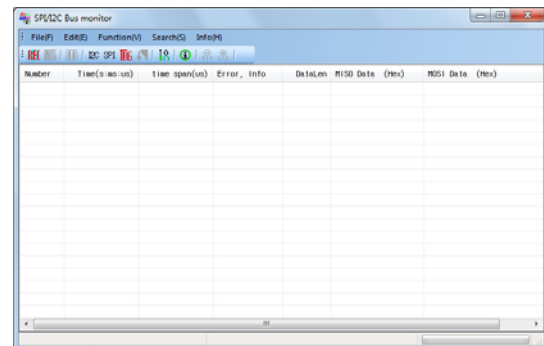 SPI/I2C Bus monitor
File(F) Edit(E) Function(V) Search(S) Info(H)
I2C SPI
Number Time(s:ms:us) time span(us) Error, Info DataLen MISO Data (Hex) MOSI Data (Hex)